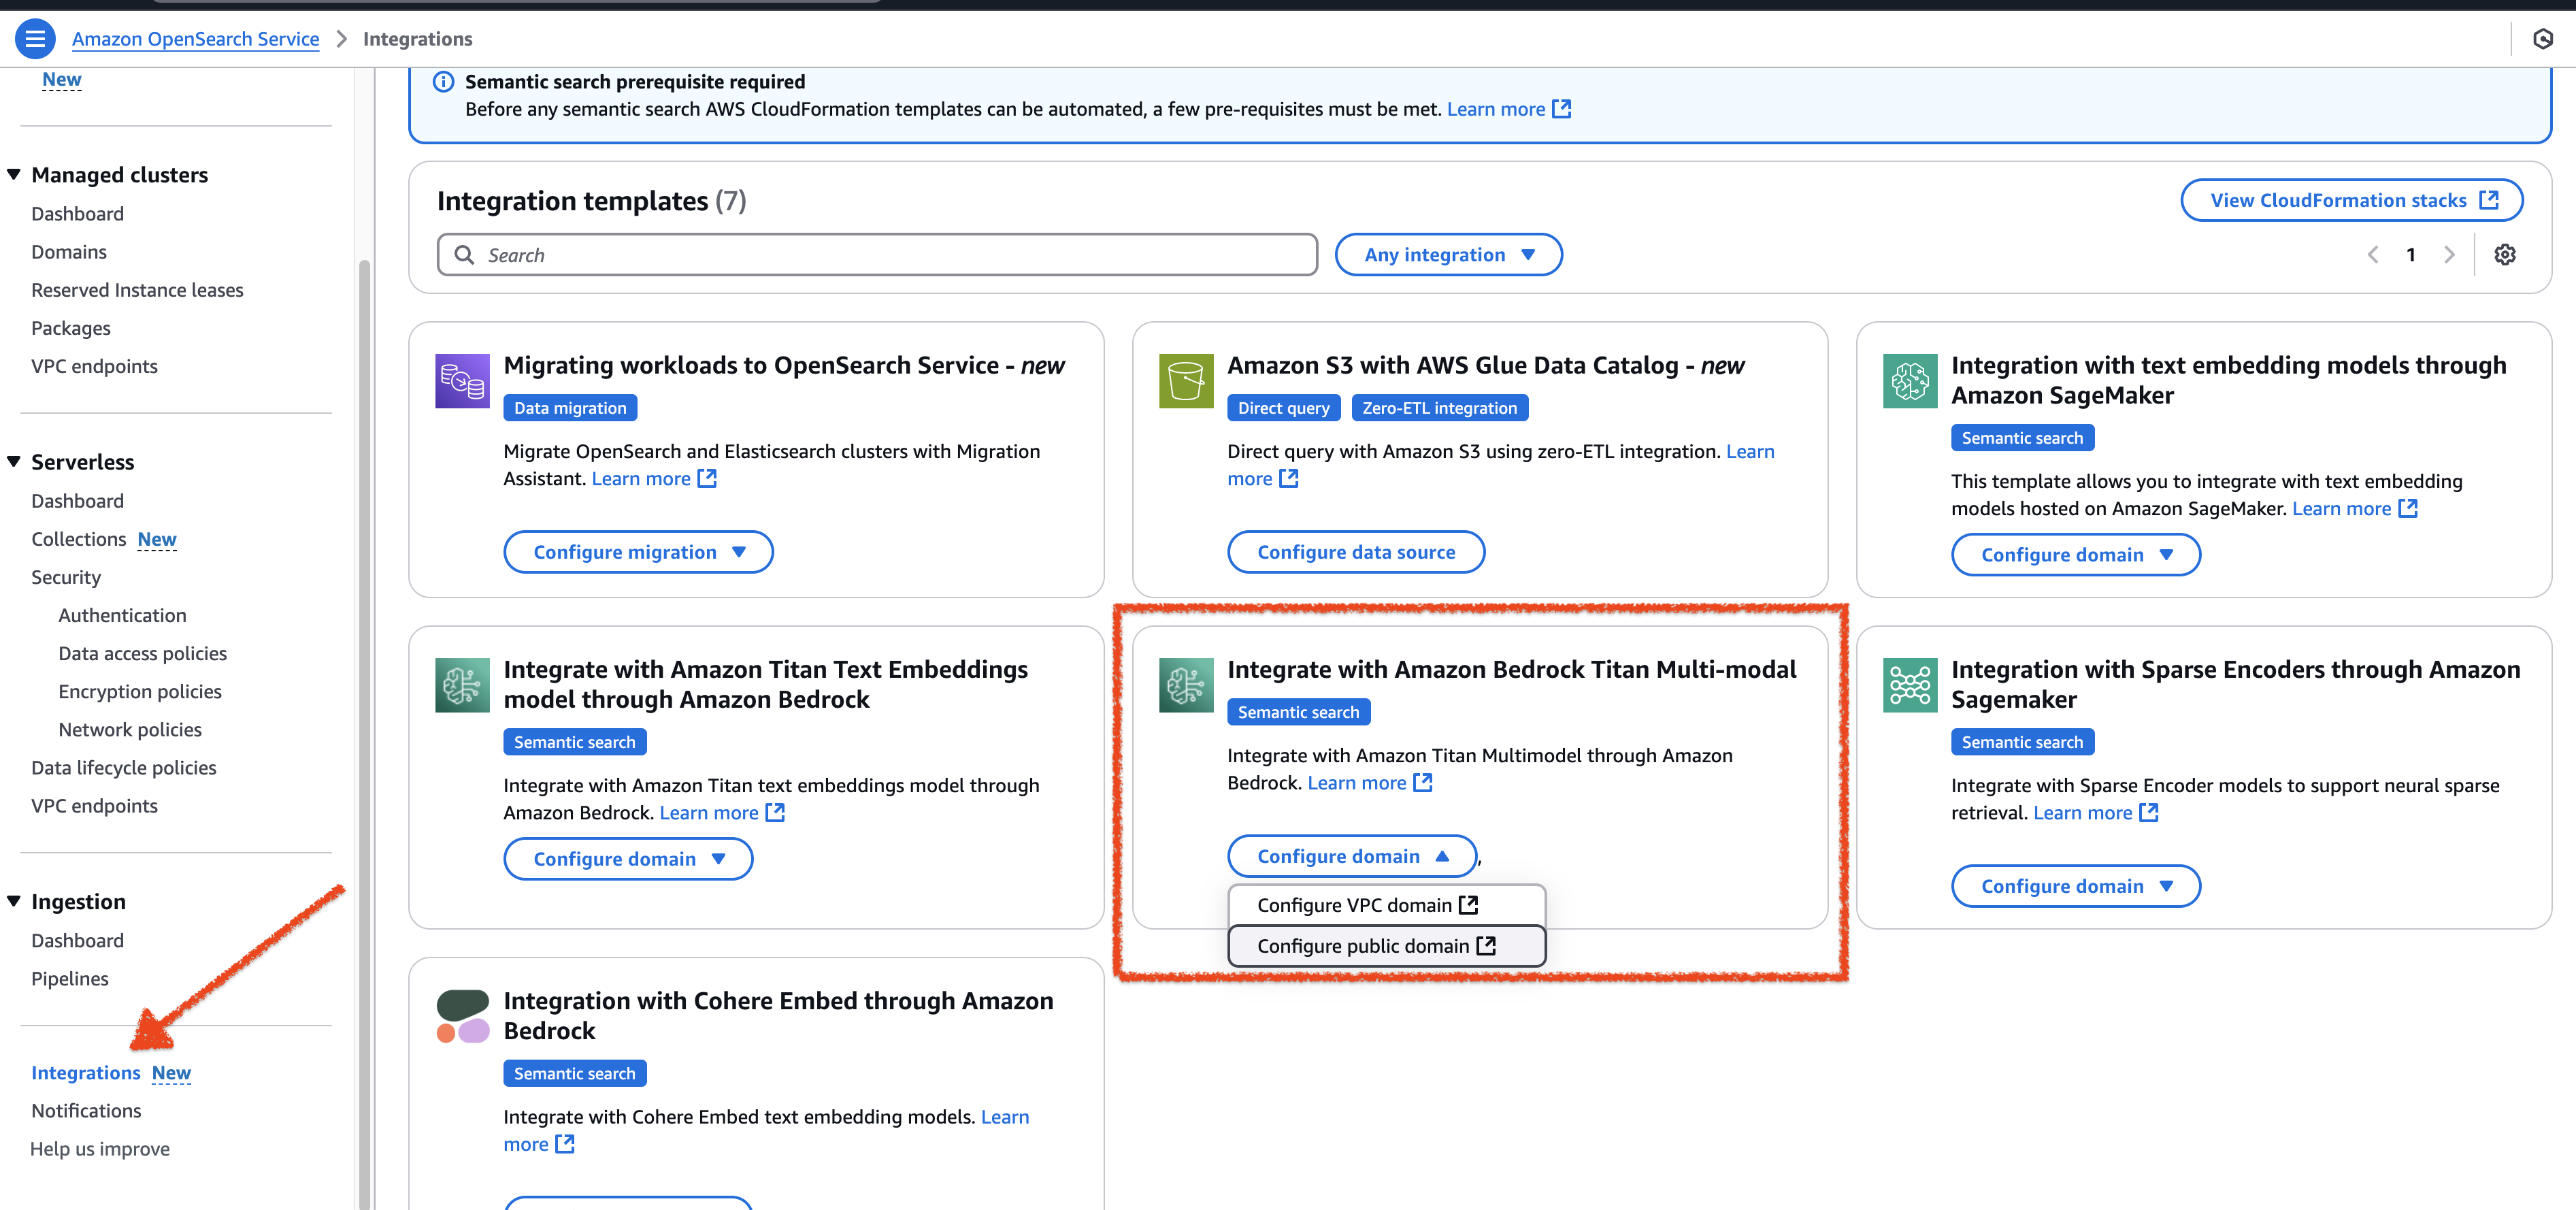 Amazon OpenSearch Service > Integrations
New
Managed clusters
Dashboard
Domains
Reserved Instance leases
Packages
VPC endpoints
Serverless
Dashboard
Collections New
Security
Authentication
Data access policies
Encryption policies
Network policies
Data lifecycle policies
VPC endpoints
Ingestion
Dashboard
Pipelines
Integrations New
Notifications
Help us improve
Semantic search prerequisite required
Before any semantic search AWS CloudFormation templates can be automated, a few pre-requisites must be met. Learn more
Integration templates (7)
View CloudFormation stacks
Search
Any integration
1
Migrating workloads to OpenSearch Service - new
Data migration
Migrate OpenSearch and Elasticsearch clusters with Migration
Assistant. Learn more
Configure migration
Amazon S3 with AWS Glue Data Catalog - new
Direct query Zero-ETL integration
Direct query with Amazon S3 using zero-ETL integration. Learn
more
Configure data source
Integration with text embedding models through
Amazon SageMaker
Semantic search
This template allows you to integrate with text embedding
models hosted on Amazon SageMaker. Learn more
Configure domain
Integrate with Amazon Titan Text Embeddings
model through Amazon Bedrock
Semantic search
Integrate with Amazon Titan text embeddings model through
Amazon Bedrock. Learn more
Configure domain
Integrate with Amazon Bedrock Titan Multi-modal
Semantic search
Integrate with Amazon Titan Multimodel through Amazon
Bedrock. Learn more
Configure domain ,
Configure VPC domain
Configure public domain
Integration with Sparse Encoders through Amazon
Sagemaker
Semantic search
Integrate with Sparse Encoder models to support neural sparse
retrieval. Learn more
Configure domain
Integration with Cohere Embed through Amazon
Bedrock
Semantic search
Integrate with Cohere Embed text embedding models. Learn
more